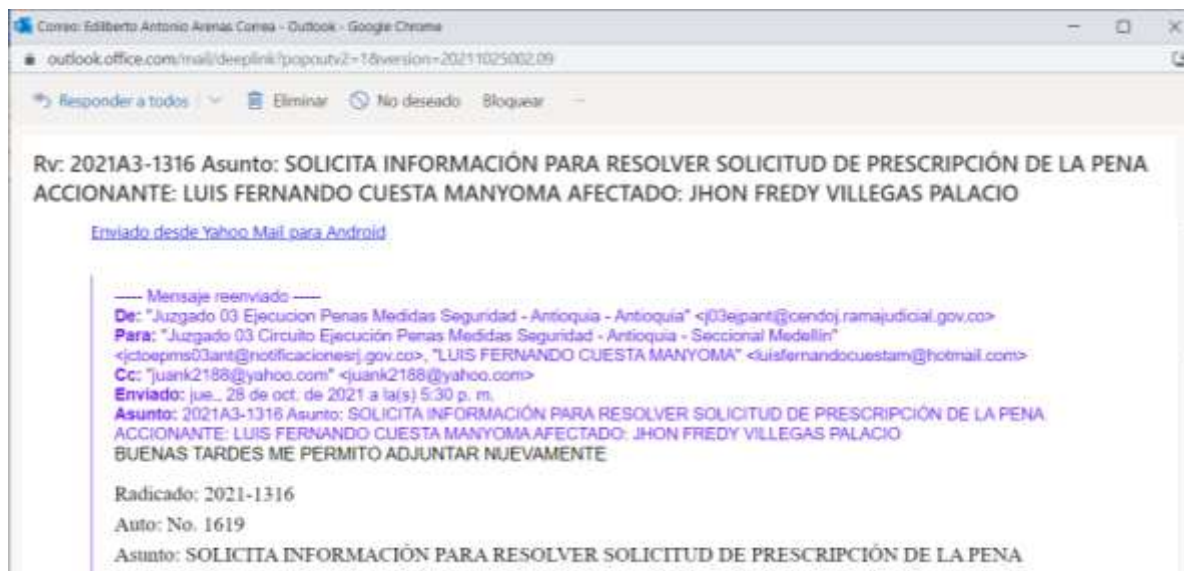 Correo: Edilberto Antonio Arenas Correa - Outlook - Google Chrome
outlook.office.com/mail/deeplink?popoutv2=1&version=20211025002.09
Responder a todos Eliminar No deseado Bloquear ...
Rv: 2021A3-1316 Asunto: SOLICITA INFORMACIÓN PARA RESOLVER SOLICITUD DE PRESCRIPCIÓN DE LA PENA
ACCIONANTE: LUIS FERNANDO CUESTA MANYOMA AFECTADO: JHON FREDY VILLEGAS PALACIO
Enviado desde Yahoo Mail para Android
----- Mensaje reenviado -----
De: "Juzgado 03 Ejecucion Penas Medidas Seguridad - Antioquia - Antioquia" <j03ejpant@cendoj.ramajudicial.gov.co>
Para: "Juzgado 03 Circuito Ejecución Penas Medidas Seguridad - Antioquia - Seccional Medellín"
<jctoepms03ant@notificacionesrj.gov.co>, "LUIS FERNANDO CUESTA MANYOMA" <luisfernandocuestam@hotmail.com>
Cc: "juank2188@yahoo.com" <juank2188@yahoo.com>
Enviado: jue., 28 de oct. de 2021 a la(s) 5:30 p. m.
Asunto: 2021A3-1316 Asunto: SOLICITA INFORMACIÓN PARA RESOLVER SOLICITUD DE PRESCRIPCIÓN DE LA PENA
ACCIONANTE: LUIS FERNANDO CUESTA MANYOMA AFECTADO: JHON FREDY VILLEGAS PALACIO
BUENAS TARDES ME PERMITO ADJUNTAR NUEVAMENTE
Radicado: 2021-1316
Auto: No. 1619
Asunto: SOLICITA INFORMACIÓN PARA RESOLVER SOLICITUD DE PRESCRIPCIÓN DE LA PENA